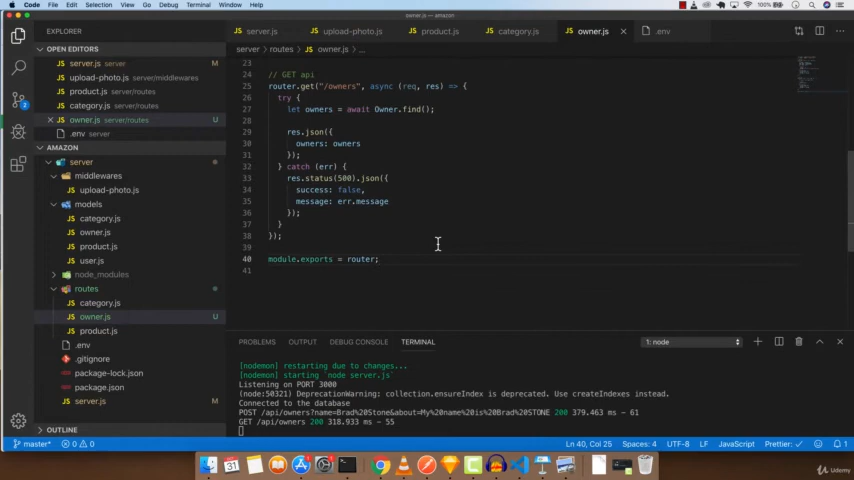 Code File Edit Selection View Go Debug Terminal Window Help 100%
owner.js — amazon
EXPLORER
server.js upload-photo.js product.js category.js owner.js .env
OPEN EDITORS
server.js M
upload-photo.js server/middlewares
product.js server/routes
category.js server/routes
owner.js server/routes U
.env server
AMAZON
server
middlewares
upload-photo.js
models
category.js
owner.js
product.js
user.js
node_modules
routes
category.js
owner.js U
product.js
.env
.gitignore
package-lock.json
package.json
server.js M
OUTLINE
server > routes > owner.js > ...
23
24 // GET api
25 router.get("/owners", async (req, res) => {
26 try {
27 let owners = await Owner.find();
28
29 res.json({
30 owners: owners
31 });
32 } catch (err) {
33 res.status(500).json({
34 success: false,
35 message: err.message
36 });
37 }
38 });
39
40 module.exports = router;
41
PROBLEMS OUTPUT DEBUG CONSOLE TERMINAL 1: node
[nodemon] restarting due to changes...
[nodemon] starting `node server.js`
Listening on PORT 3000
(node:50321) DeprecationWarning: collection.ensureIndex is deprecated. Use createIndexes instead.
Connected to the database
POST /api/owners?name=Brad%20Stone&about=My%20name%20is%20Brad%20STONE 200 379.463 ms - 61
GET /api/owners 200 318.933 ms - 55
master* 0 0 Ln 40, Col 25 Spaces: 4 UTF-8 LF JavaScript Prettier: ✓ 1
31
Udemy